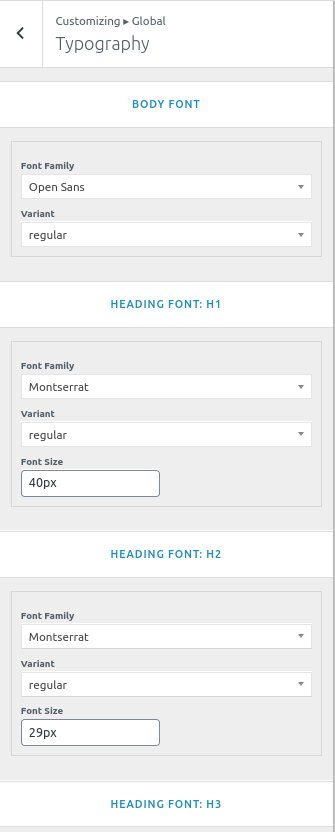 Customizing ▸ Global
Typography
BODY FONT
Font Family
Open Sans
Variant
regular
HEADING FONT: H1
Font Family
Montserrat
Variant
regular
Font Size
40px
HEADING FONT: H2
Font Family
Montserrat
Variant
regular
Font Size
29px
HEADING FONT: H3